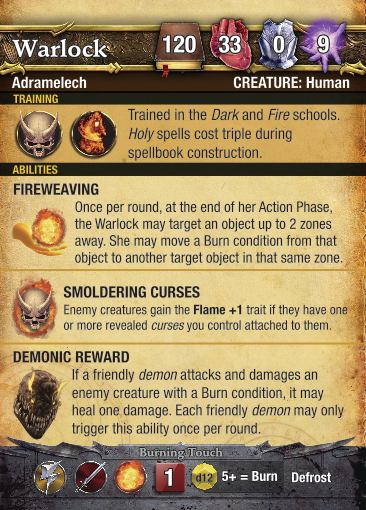 Warlock 120 33 0 9
Adramelech CREATURE: Human
TRAINING
Trained in the Dark and Fire schools.
Holy spells cost triple during
spellbook construction.
ABILITIES
FIREWEAVING
Once per round, at the end of her Action Phase,
the Warlock may target an object up to 2 zones
away. She may move a Burn condition from that
object to another target object in that same zone.
SMOLDERING CURSES
Enemy creatures gain the Flame +1 trait if they have one
or more revealed curses you control attached to them.
DEMONIC REWARD
If a friendly demon attacks and damages an
enemy creature with a Burn condition, it may
heal one damage. Each friendly demon may only
trigger this ability once per round.
Burning Touch
1 d12 5+ = Burn Defrost